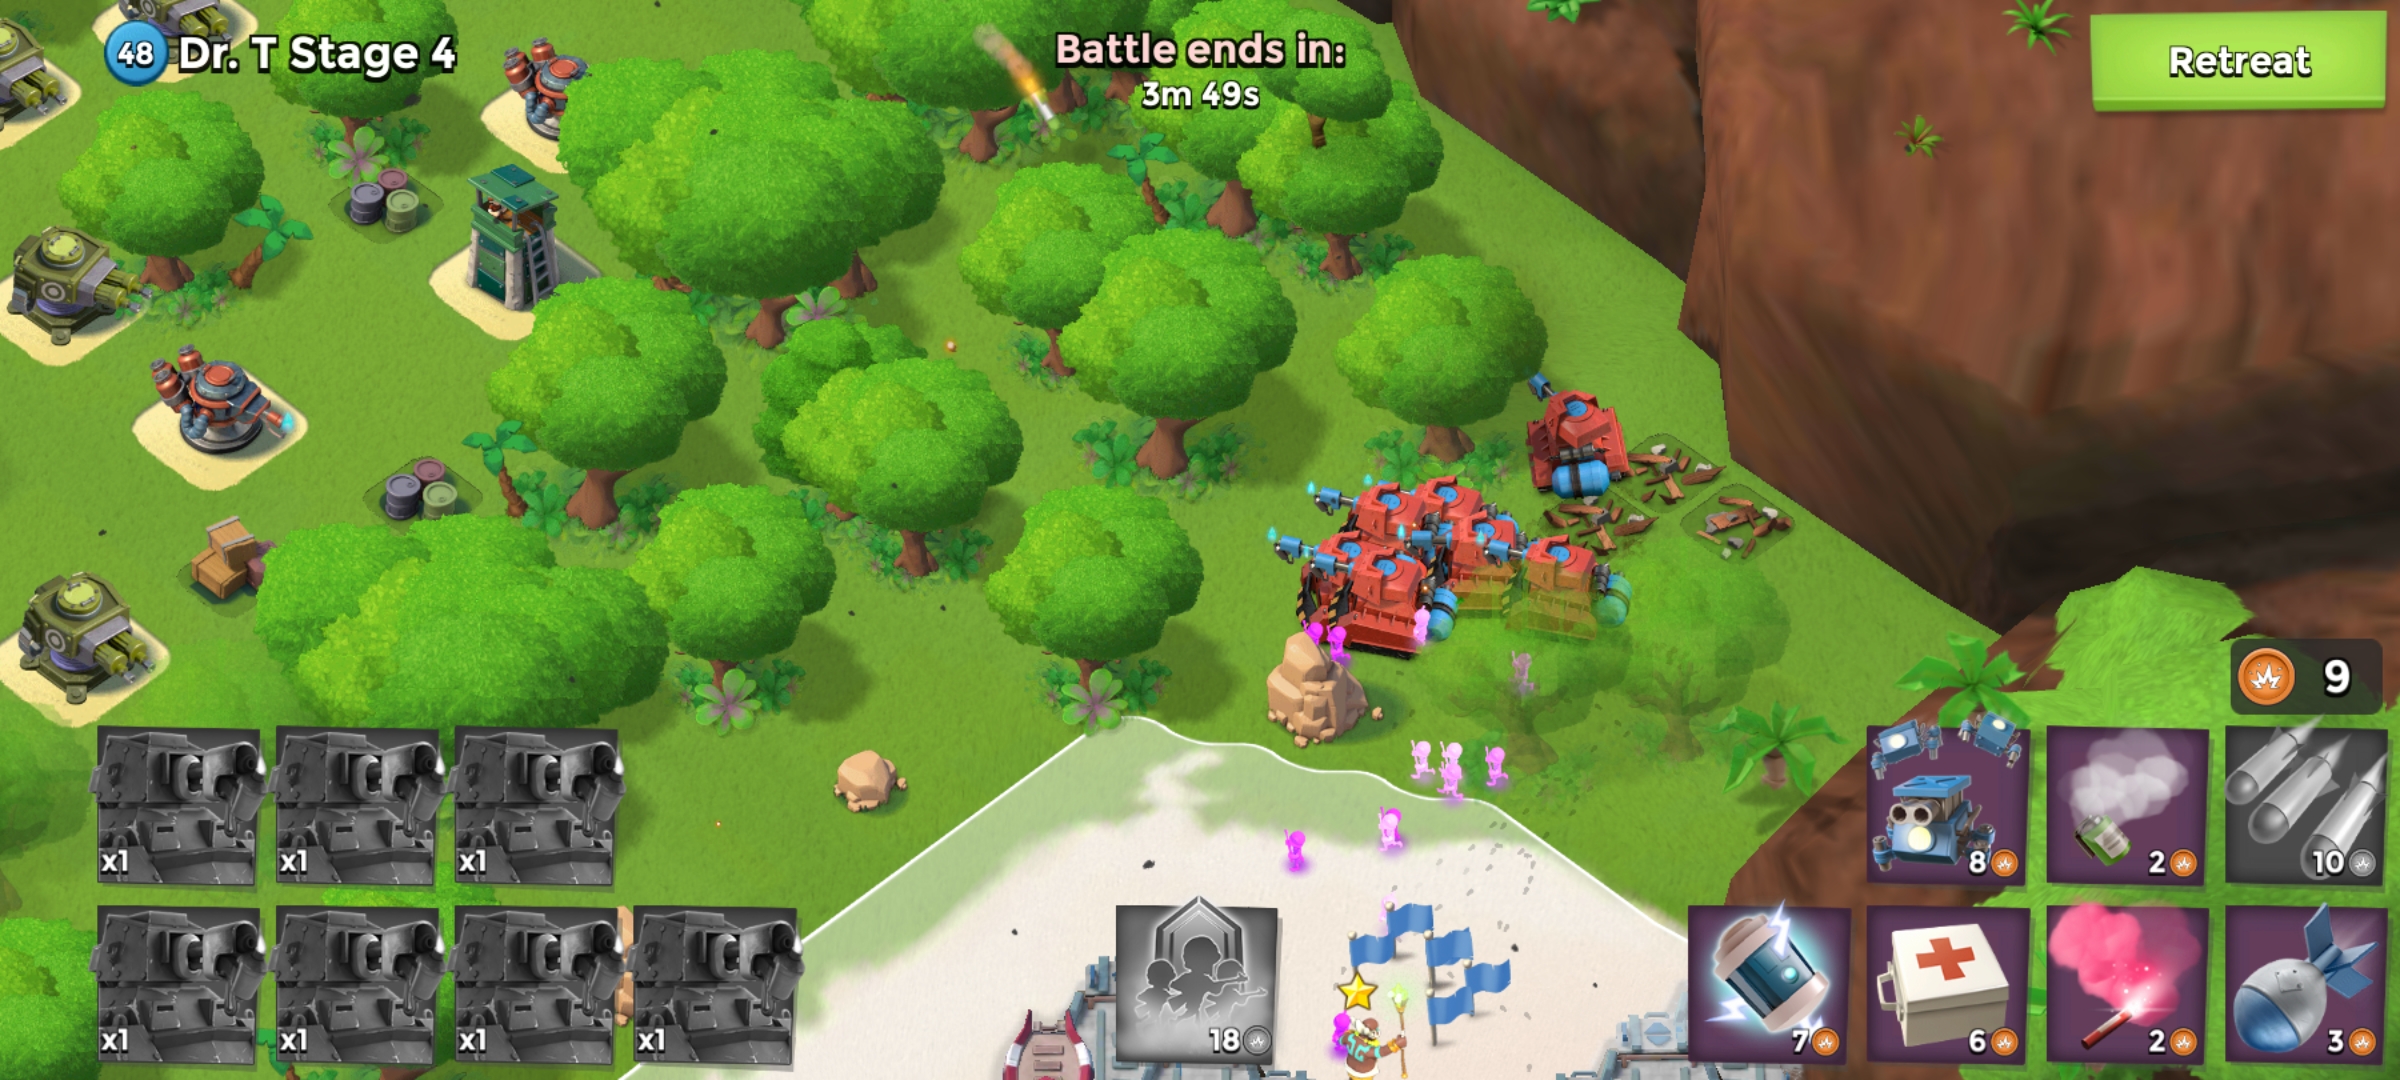 48 Dr. T Stage 4
Battle ends in:
3m 49s
Retreat
9
8
2
10
x1
x1
x1
x1
x1
x1
x1
18
7
6
2
3